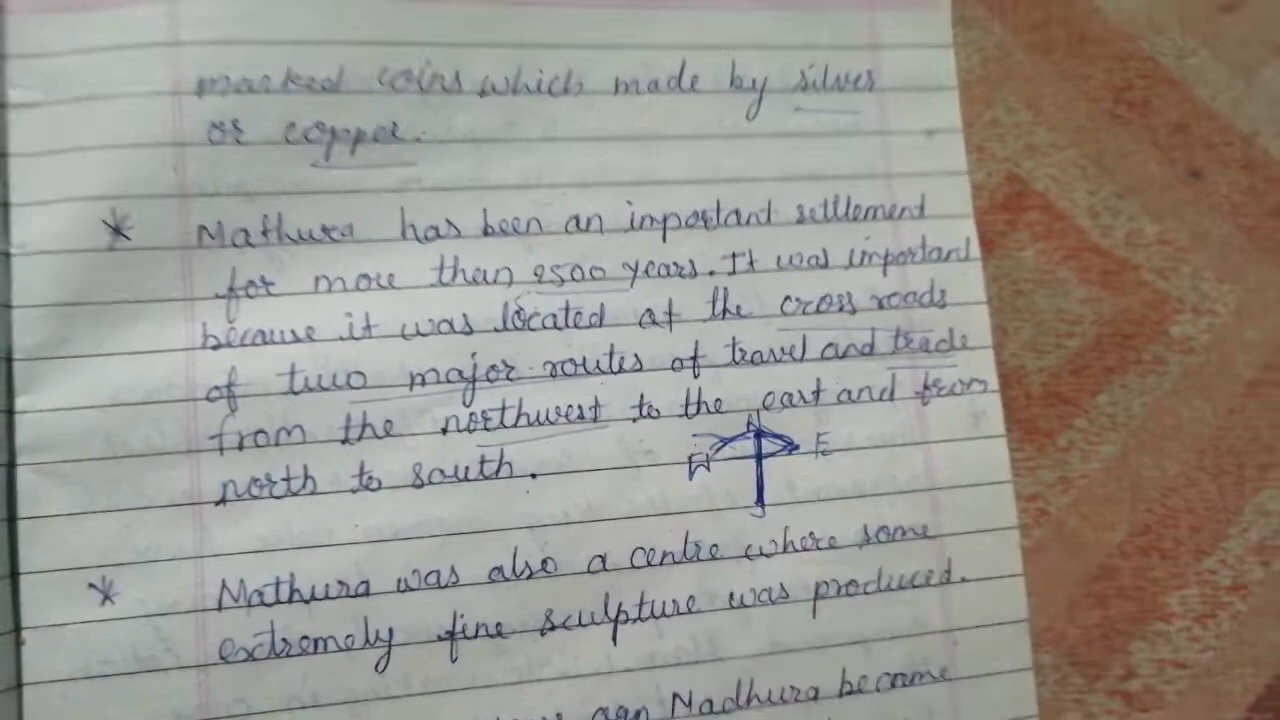 marked coins which made by silver
or copper.
* Mathura has been an important settlement
for more than 2500 years. It was important
because it was located at the cross roads
of two major routes of travel and trade
from the northwest to the east and from
north to south.
N
W E
S
* Mathura was also a centre where some
extremely fine sculpture was produced.
Madhura became